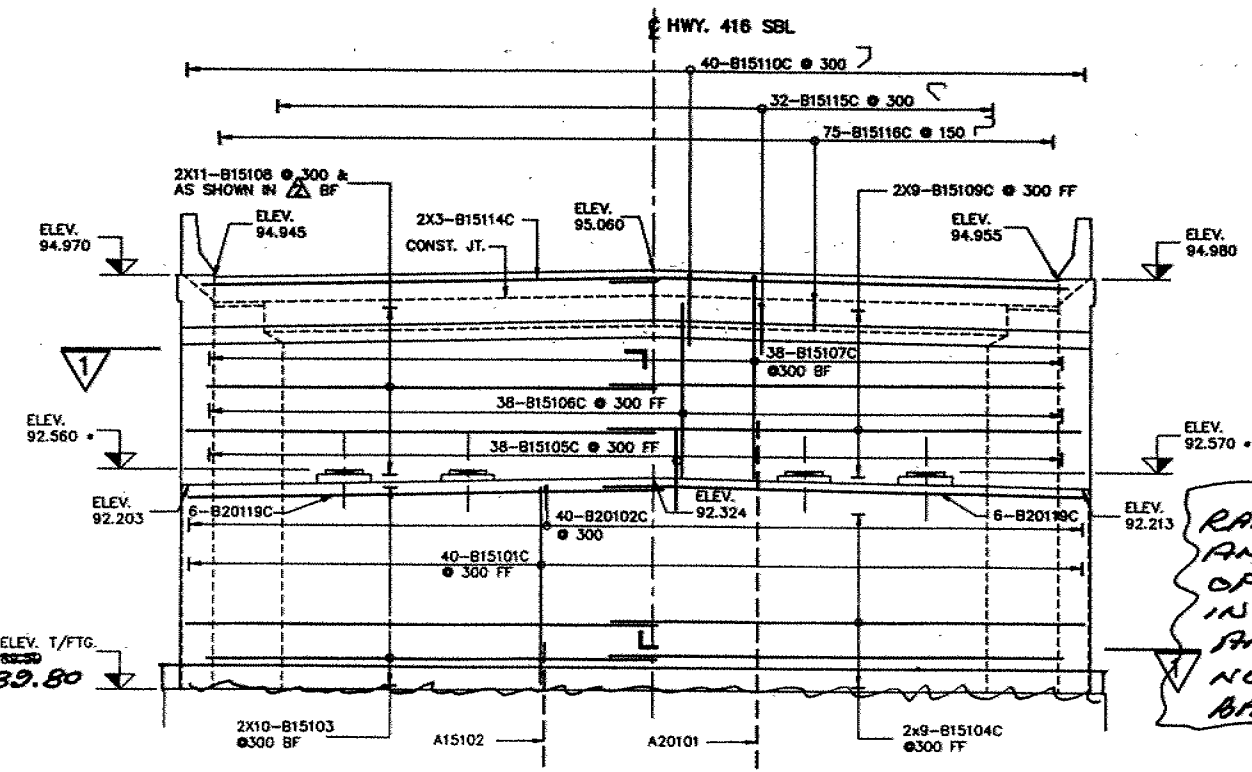 ℄ HWY. 416 SBL
40-B15110C @ 300
32-B15115C @ 300
75-B15116C @ 150
2X11-B15108 @ 300 &
AS SHOWN IN 2 BF
2X9-B15109C @ 300 FF
ELEV.
94.970
ELEV.
94.945
2X3-B15114C
CONST. JT.
ELEV.
95.060
ELEV.
94.955
ELEV.
94.980
1
38-B15107C
@300 BF
38-B15106C @ 300 FF
ELEV.
92.560 *
38-B15105C @ 300 FF
ELEV.
92.570 *
ELEV.
92.203
6-B20119C
40-B20102C
@ 300
ELEV.
92.324
6-B20119C
ELEV.
92.213
40-B15101C
@ 300 FF
ELEV. T/FTG.
89.50
89.80
2X10-B15103
@300 BF
A15102
A20101
2x9-B15104C
@300 FF
1
OF
IN
NO